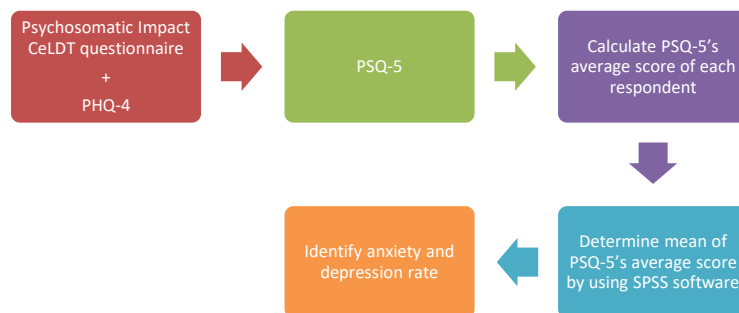 Psychosomatic Impact
CeLDT questionnaire
+
PHQ-4
PSQ-5
Calculate PSQ-5's
average score of each
respondent
Determine mean of
PSQ-5's average score
by using SPSS software
Identify anxiety and
depression rate